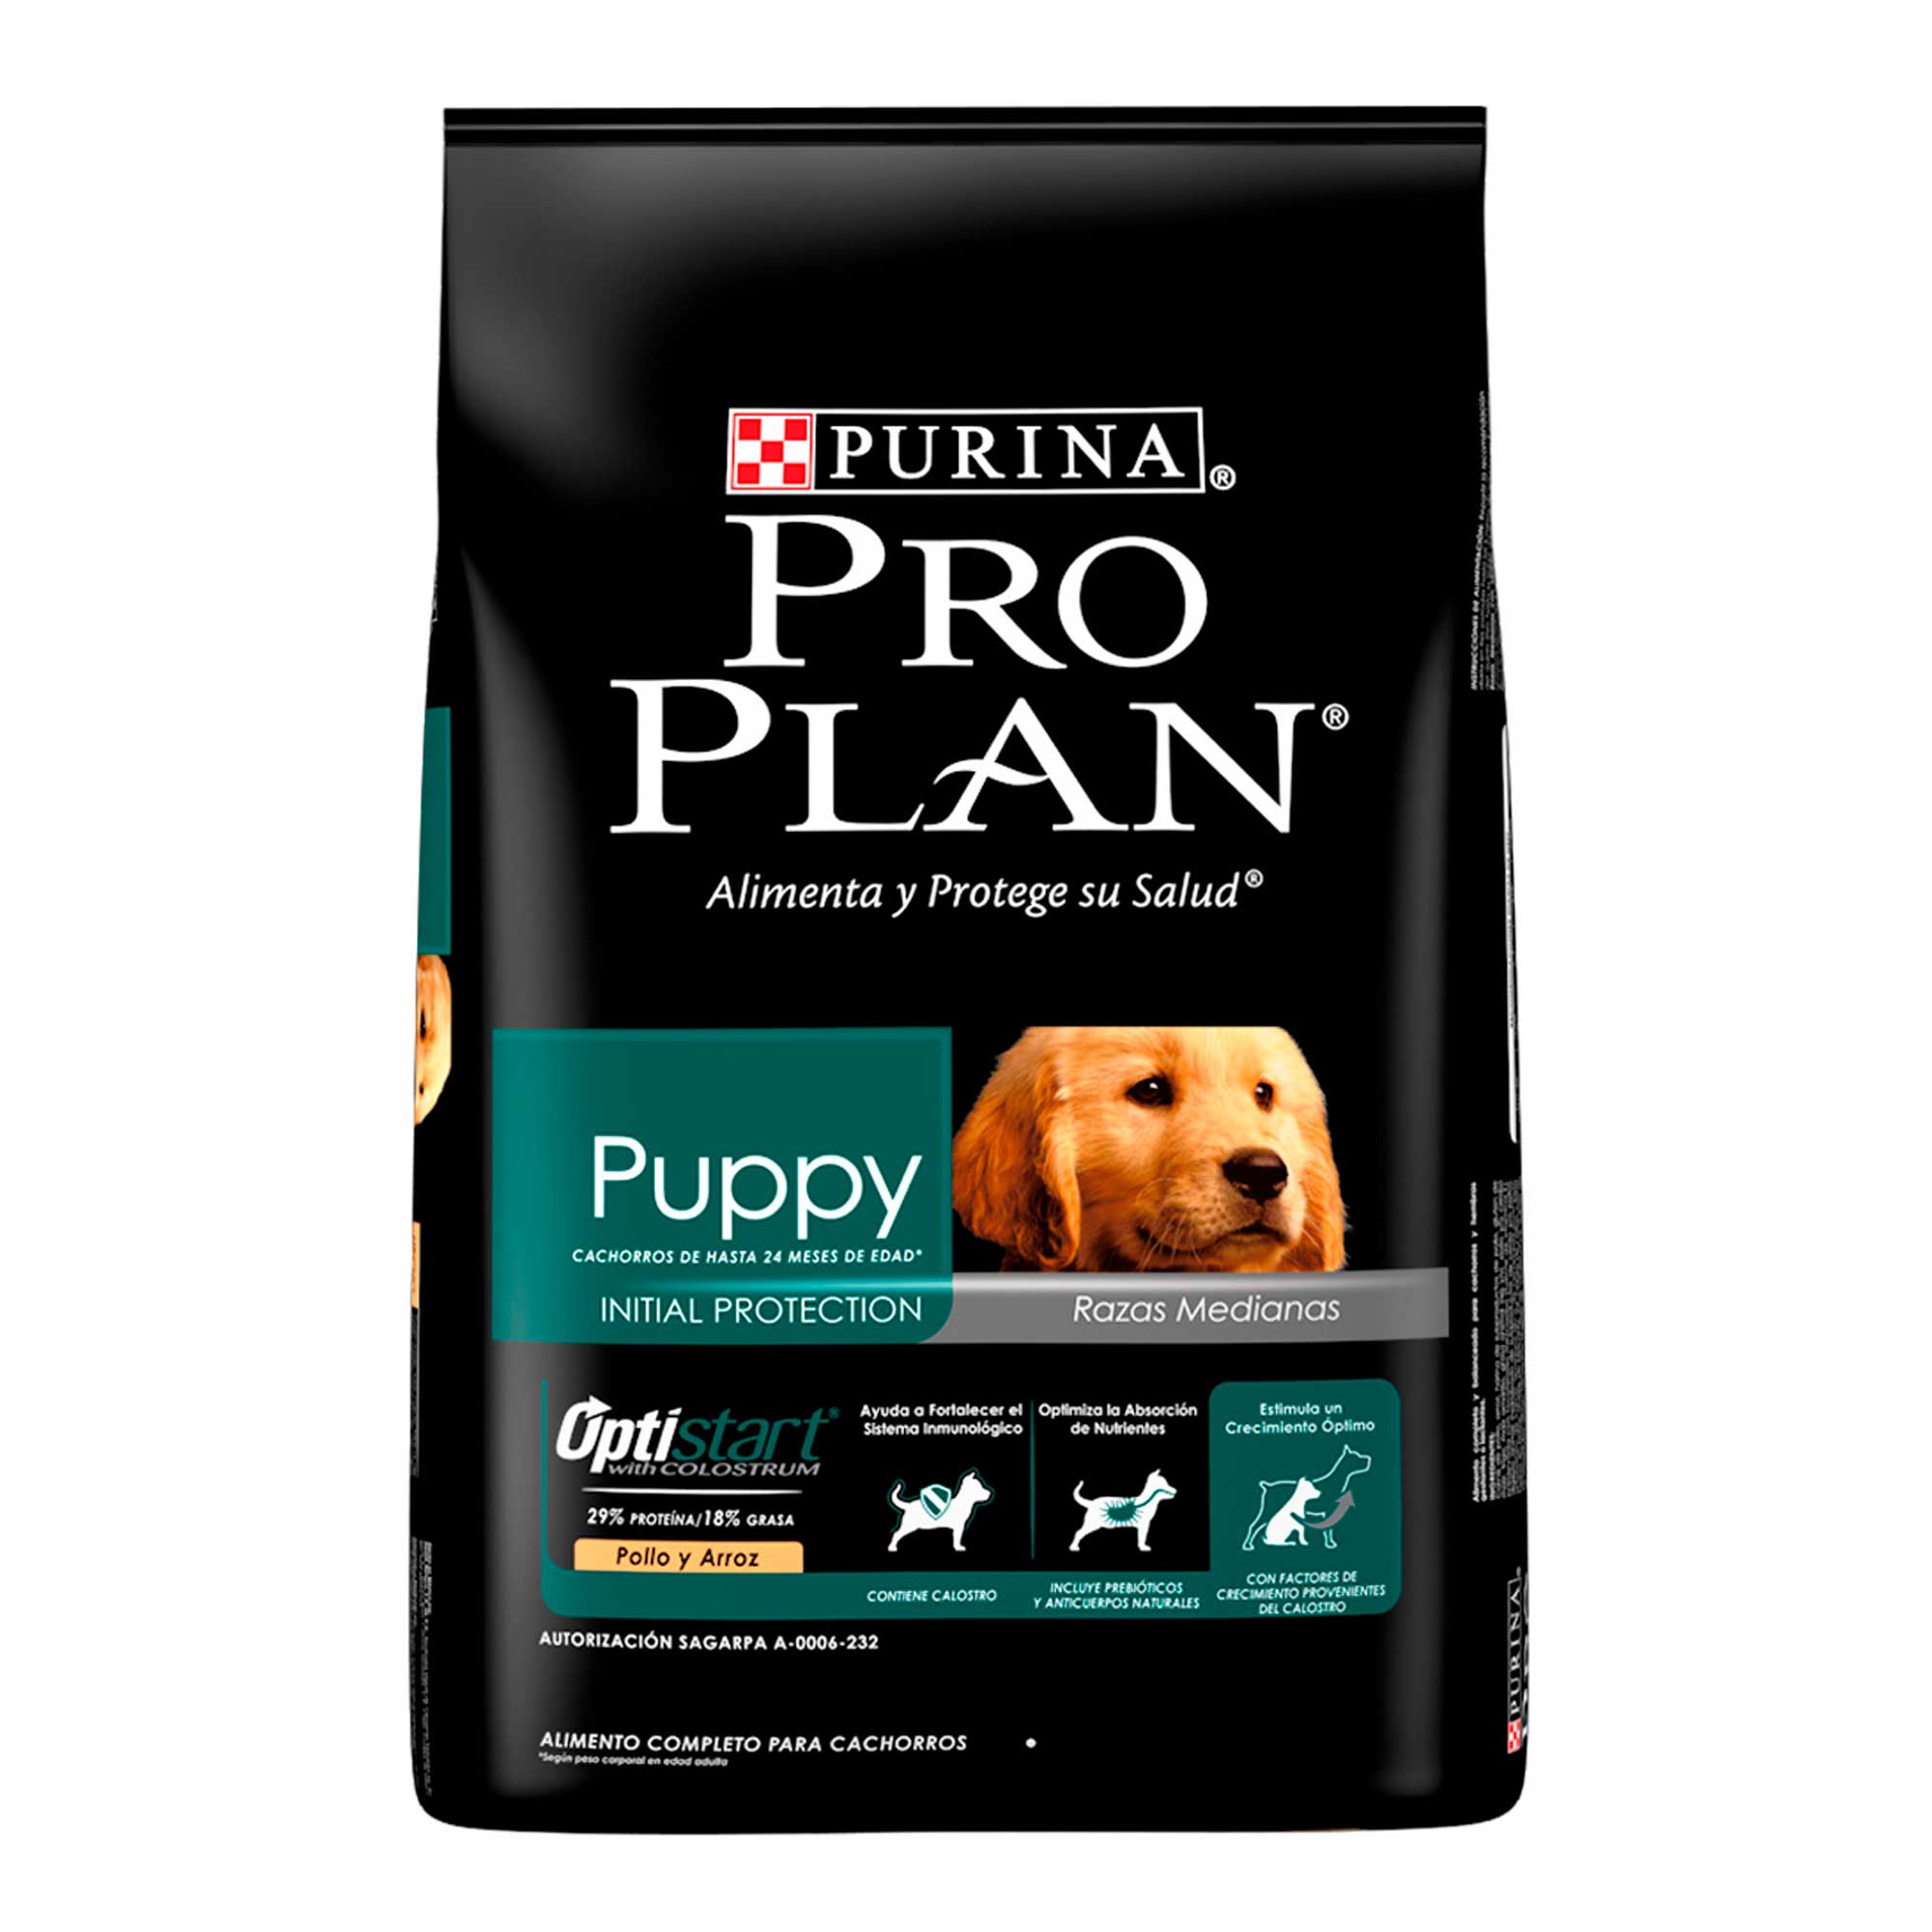 PURINA®
PRO
PLAN®
Alimenta y Protege su Salud®
Puppy
CACHORROS DE HASTA 24 MESES DE EDAD*
INITIAL PROTECTION
Razas Medianas
Optistart®
with COLOSTRUM
29% PROTEÍNA/18% GRASA
Pollo y Arroz
Ayuda a Fortalecer el
Sistema Inmunológico
CONTIENE CALOSTRO
Optimiza la Absorción
de Nutrientes
INCLUYE PREBIÓTICOS
Y ANTICUERPOS NATURALES
Estimula un
Crecimiento Óptimo
CON FACTORES DE
CRECIMIENTO PROVENIENTES
DEL CALOSTRO
AUTORIZACIÓN SAGARPA A-0006-232
ALIMENTO COMPLETO PARA CACHORROS
*Según peso corporal en edad adulta
PURINA